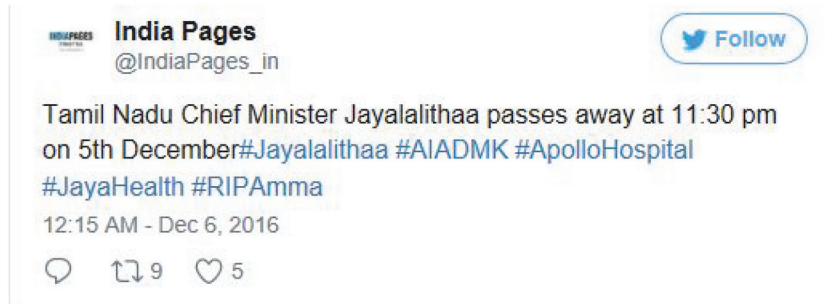 INDIAPAGES
India Pages
@IndiaPages_in
Follow
Tamil Nadu Chief Minister Jayalalithaa passes away at 11:30 pm
on 5th December#Jayalalithaa #AIADMK #ApolloHospital
#JayaHealth #RIPAmma
12:15 AM - Dec 6, 2016
9 5